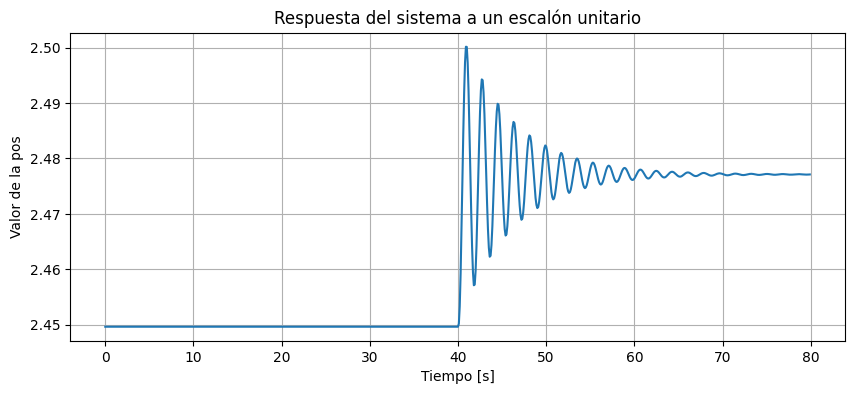 Respuesta del sistema a un escalón unitario
2.50
2.49
2.48
2.47
2.46
2.45
Valor de la pos
0 10 20 30 40 50 60 70 80
Tiempo [s]